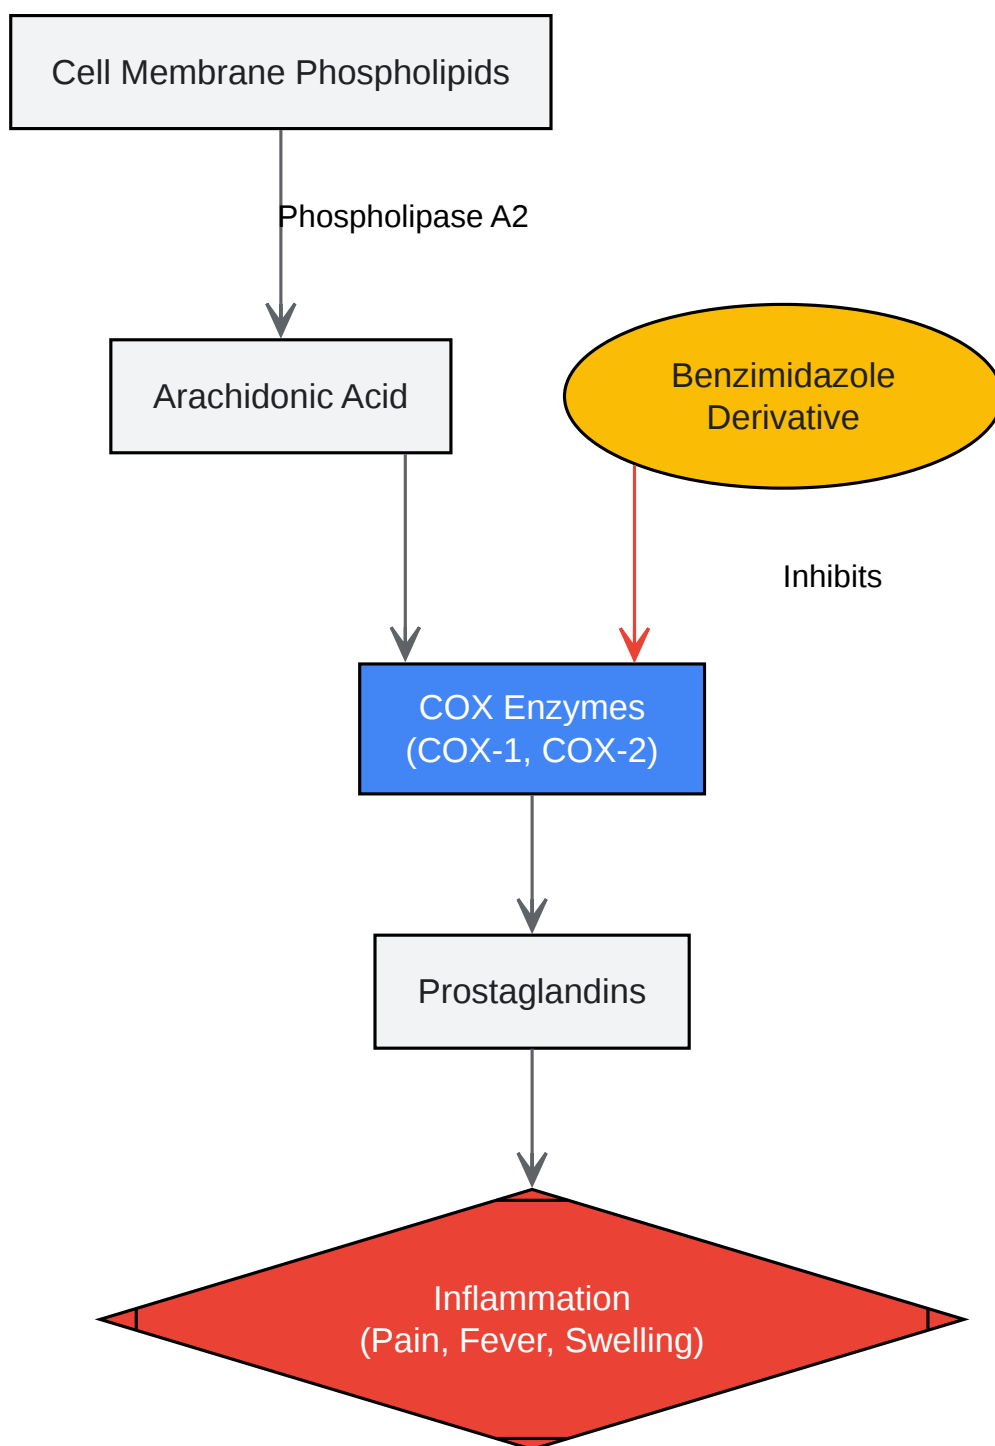 Cell Membrane Phospholipids
Phospholipase A2
Arachidonic Acid
Benzimidazole
Derivative
Inhibits
COX Enzymes
(COX-1, COX-2)
Prostaglandins
Inflammation
(Pain, Fever, Swelling)